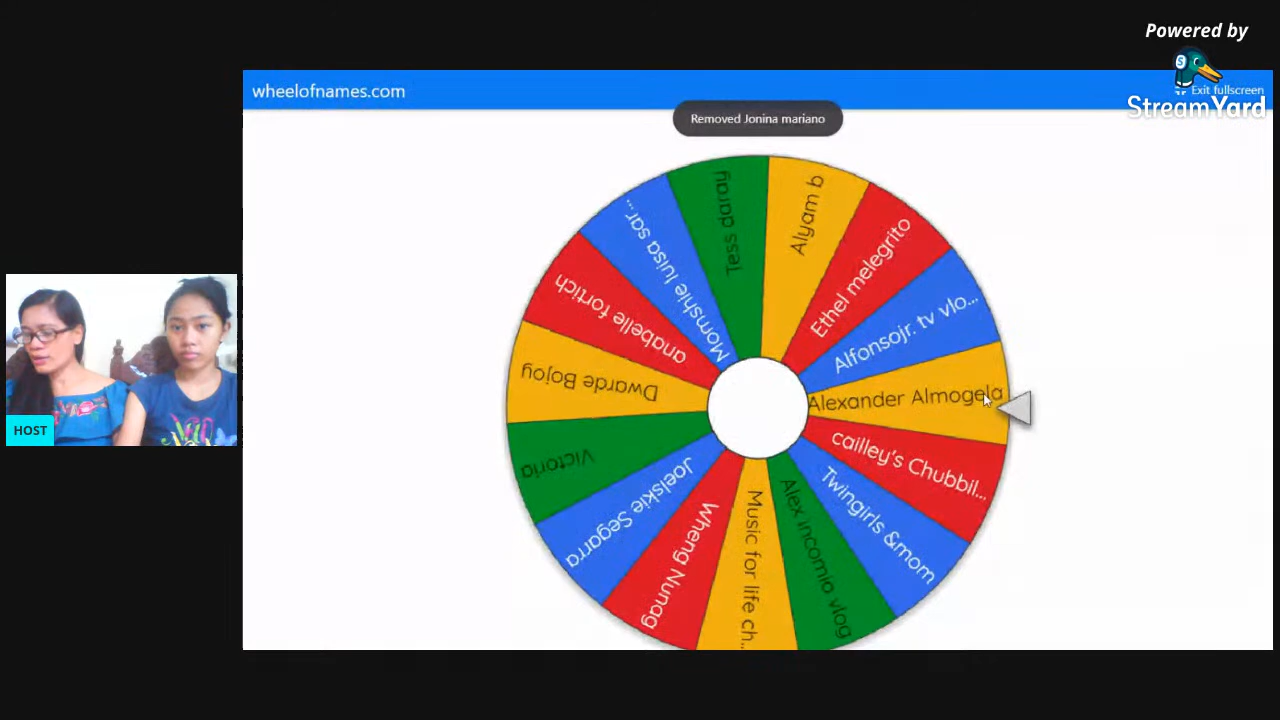 Powered by
StreamYard
wheelofnames.com
Exit fullscreen
Removed Jonina mariano
Alyam b
Ethel melegrito
Alfonsojr. tv vlo...
Alexander Almogela
cailley's Chubbil...
Twingirls &mom
Alex incomio vlog
Music for life ch...
Wheng Nunag
Joelskie Segarra
Victoria
Dwarde Bojoy
anabelle fortich
Momshie luisa sar...
Tess daray
HOST